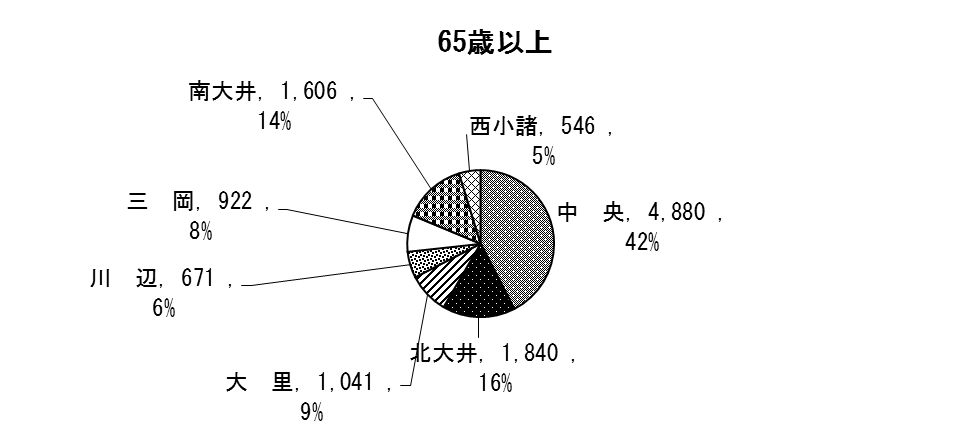 65歳以上
南大井, 1,606 ,
14%
西小諸, 546 ,
5%
三　岡, 922 ,
8%
中　央, 4,880 ,
42%
川　辺, 671 ,
6%
北大井, 1,840 ,
16%
大　里, 1,041 ,
9%